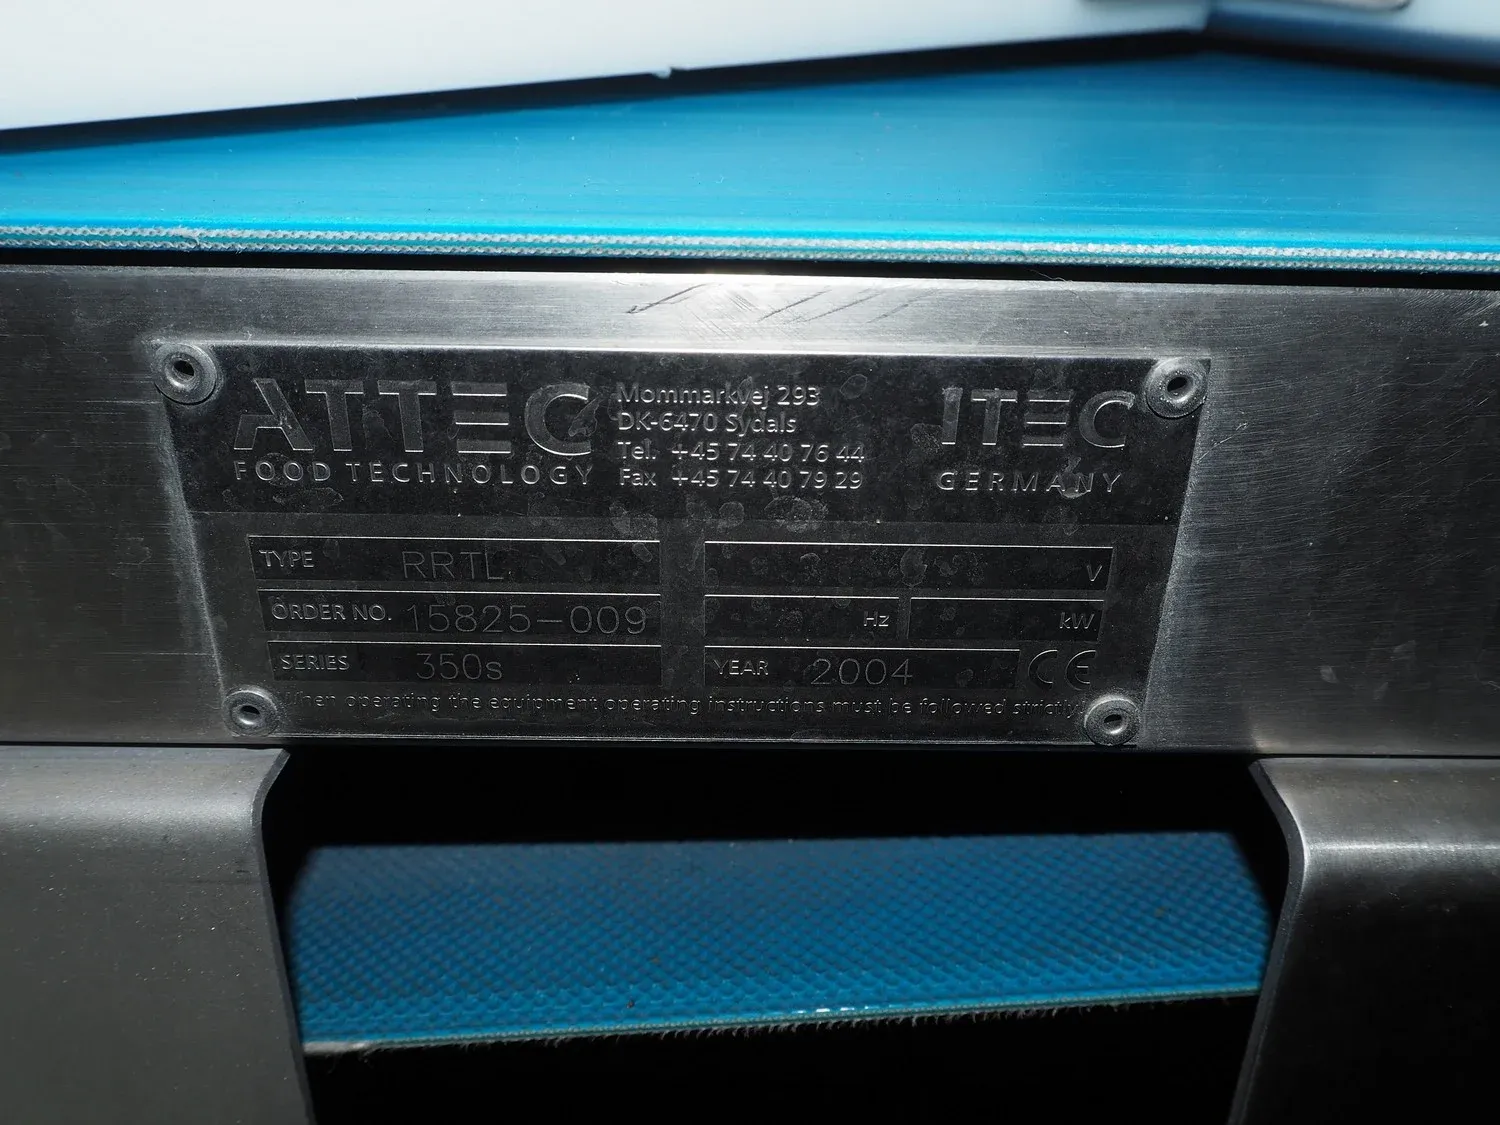 ATTEC
FOOD TECHNOLOGY
Mommarkvej 293
DK-6470 Sydals
Tel. +45 74 40 76 44
Fax +45 74 40 79 29
ITEC
GERMANY
TYPE RRTL
ORDER NO. 15825-009
SERIES 350s
V
Hz kW
YEAR 2004 CE
When operating the equipment operating instructions must be followed strictly